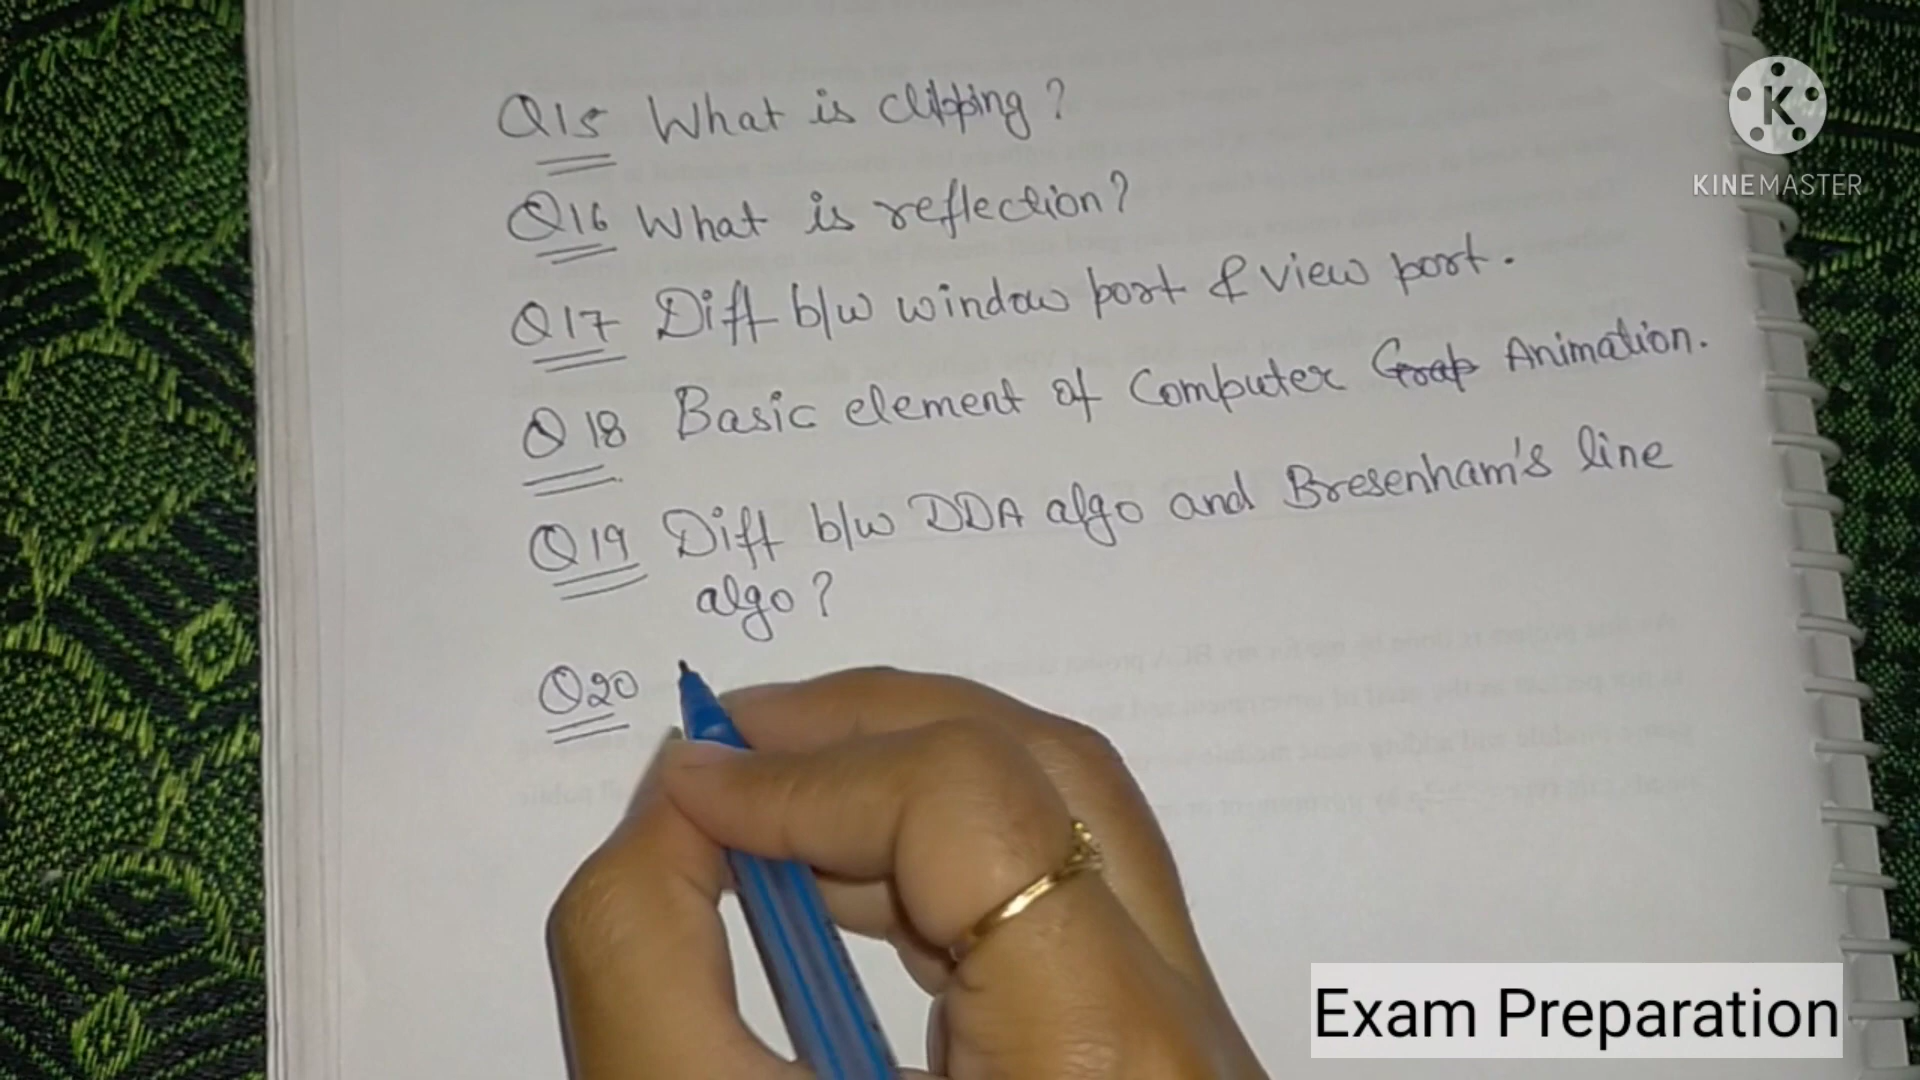 Q15 What is clipping?
Q16 What is reflection?
Q17 Diff b/w window port & view port.
Q18 Basic element of Computer Grap Animation.
Q19 Diff b/w DDA algo and Bresenham's line
algo?
Q20
K
KINEMASTER
Exam Preparation